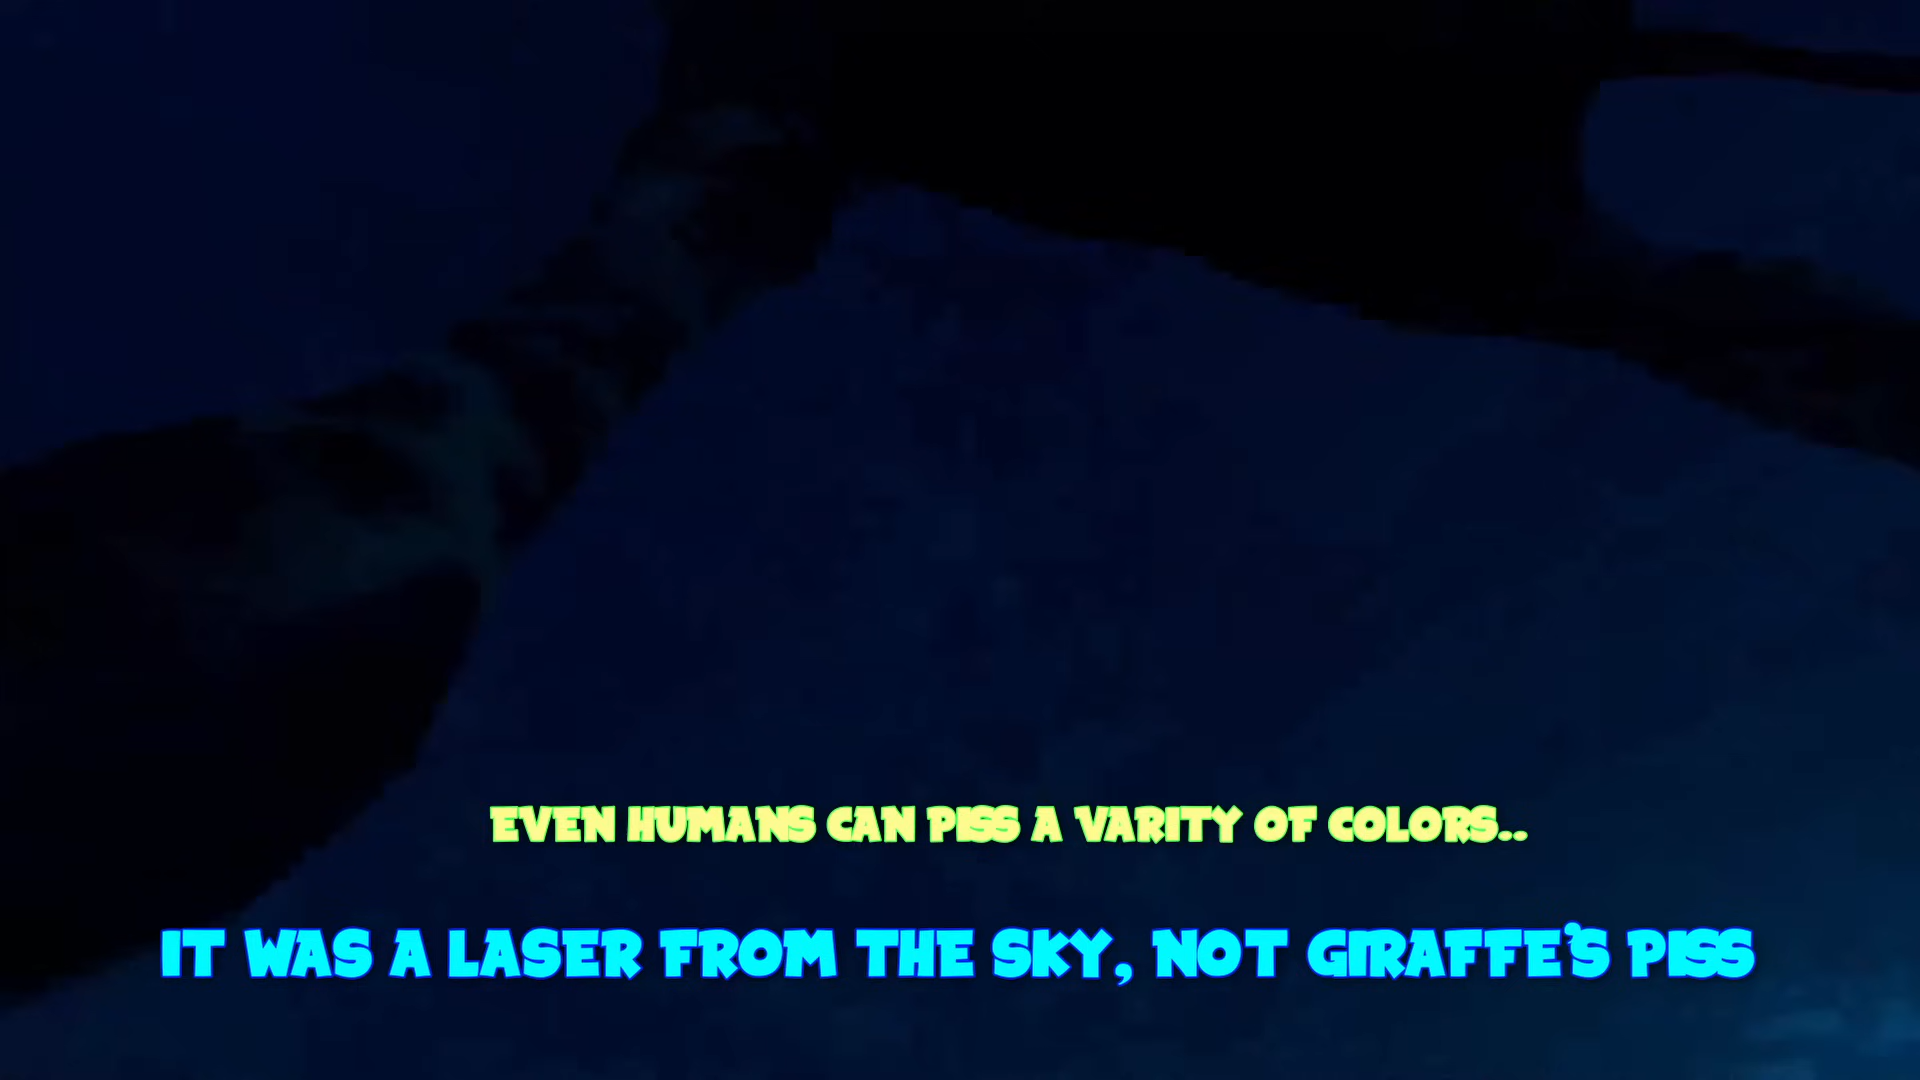 EVEN HUMANS CAN PISS A VARITY OF COLORS..
IT WAS A LASER FROM THE SKY, NOT GIRAFFE'S PISS